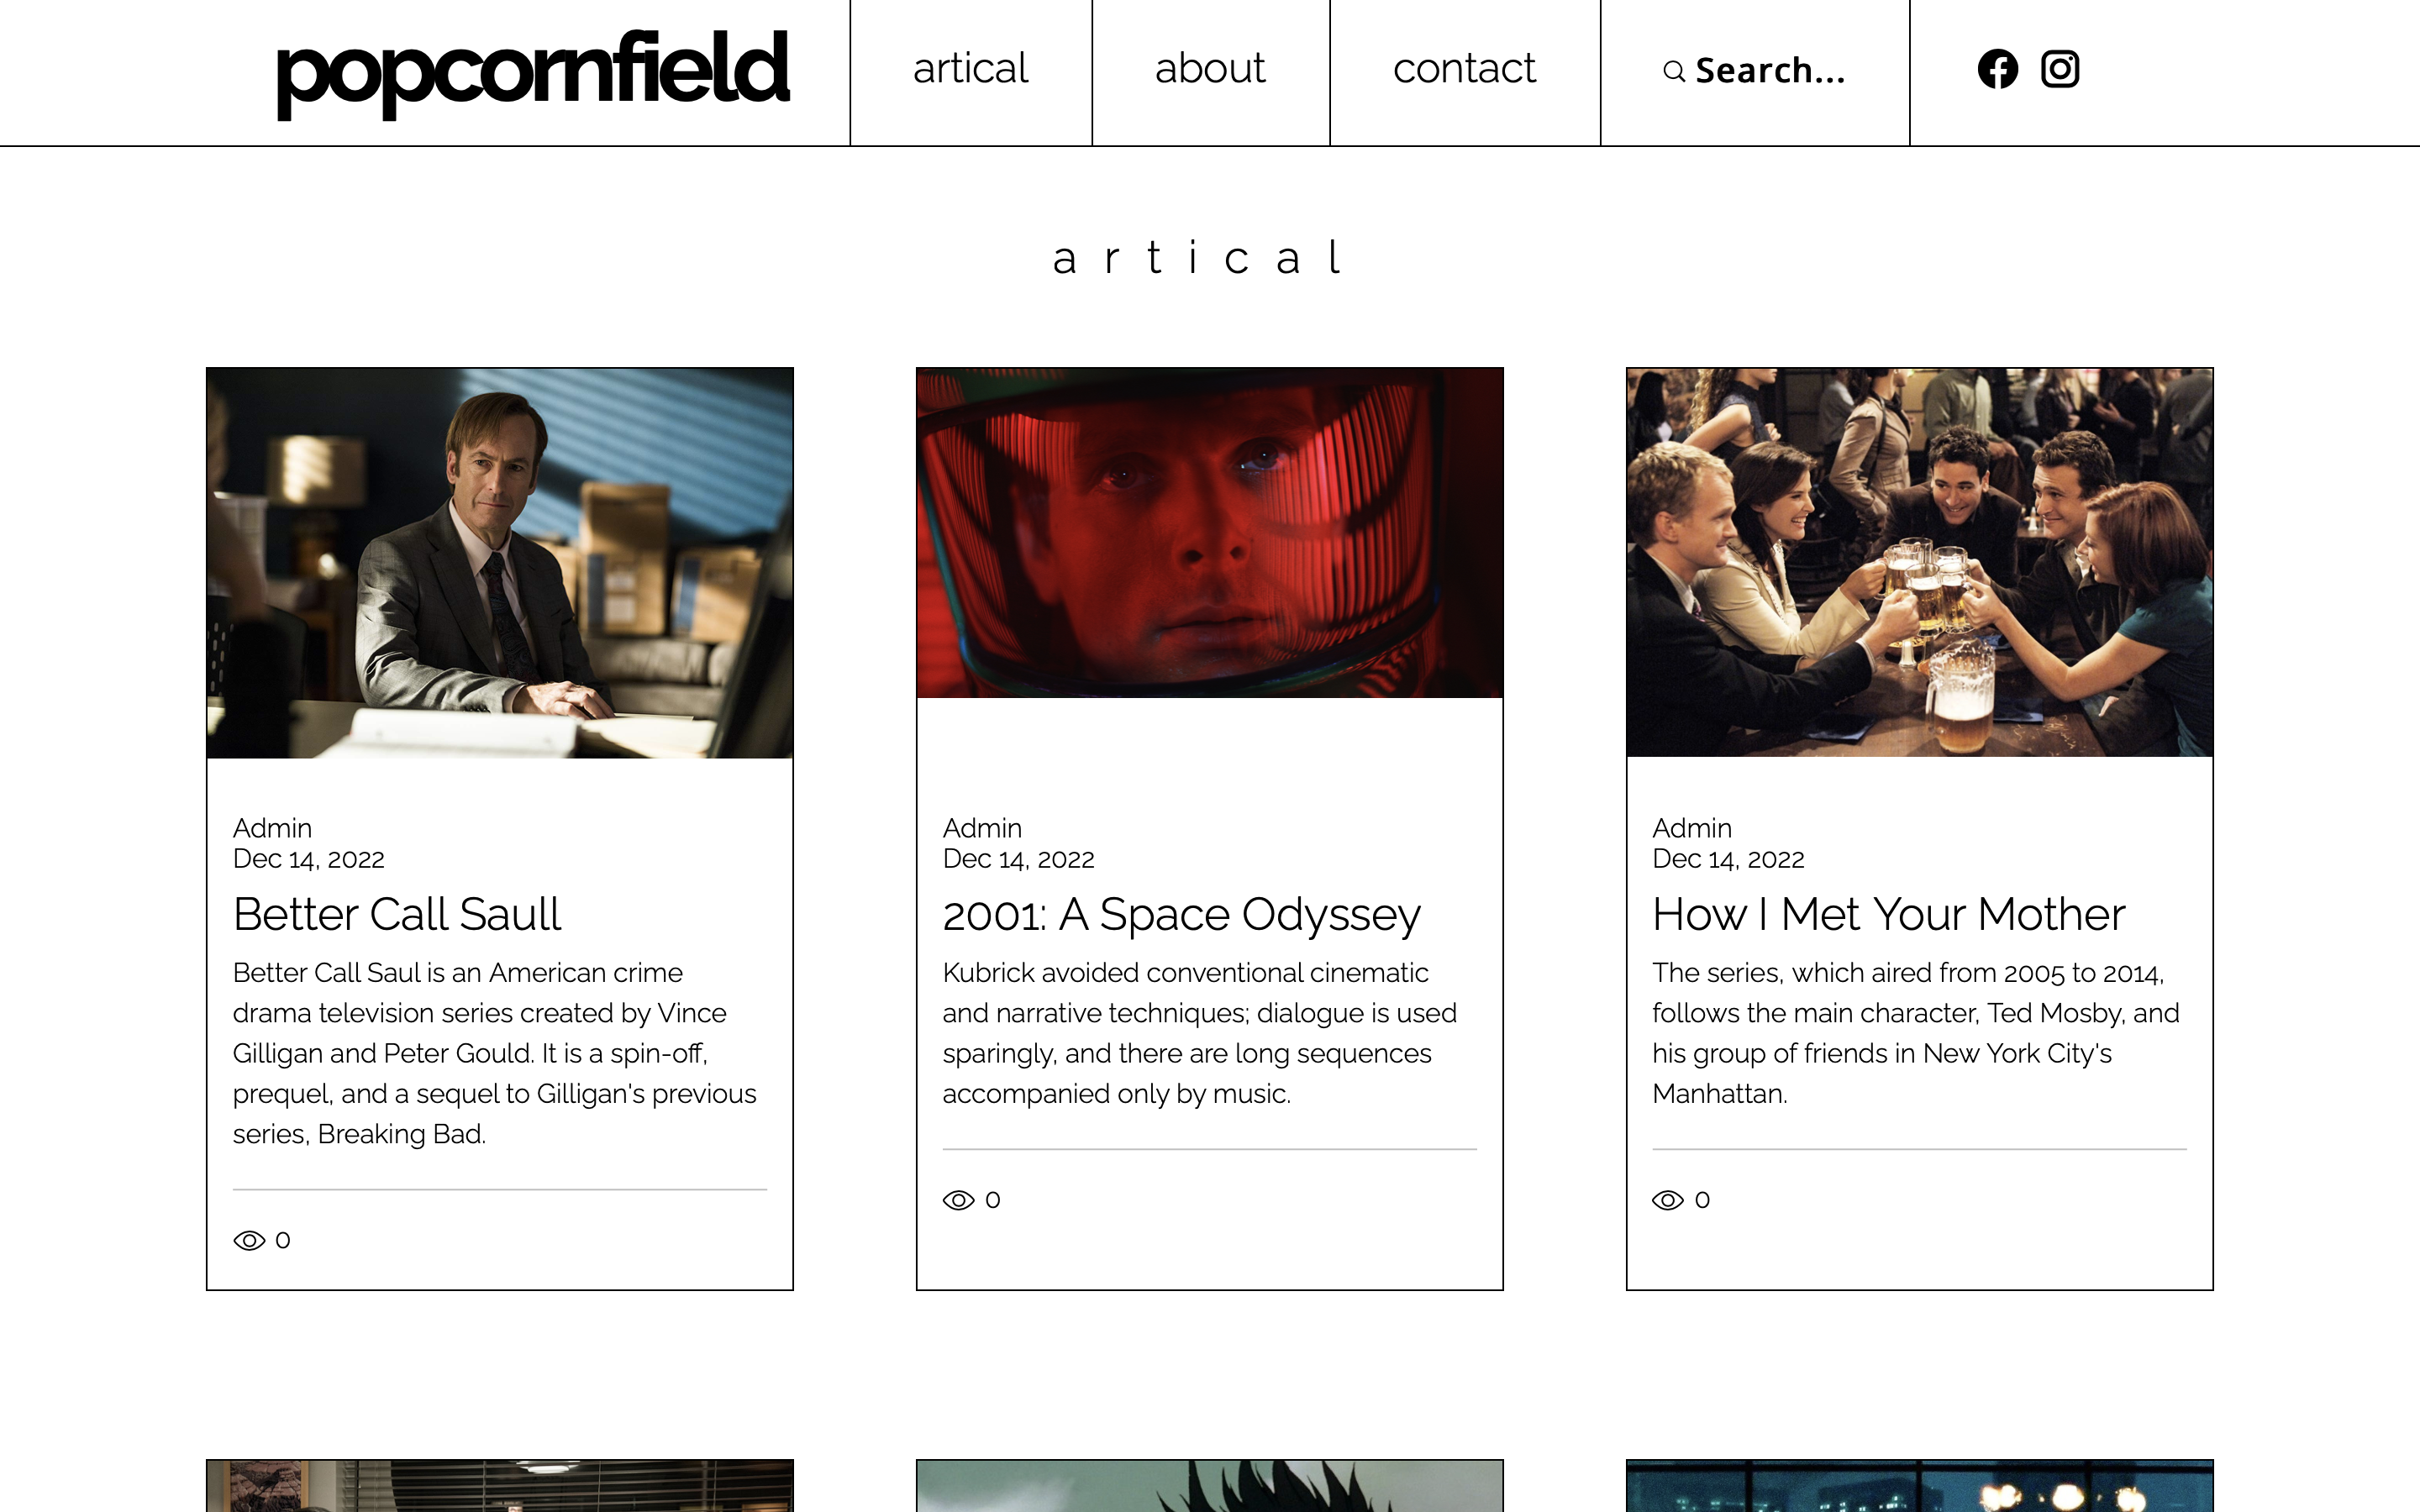 popcornfield
artical
about
contact
Search...
artical
Admin
Dec 14, 2022
Better Call Saull
Better Call Saul is an American crime
drama television series created by Vince
Gilligan and Peter Gould. It is a spin-off,
prequel, and a sequel to Gilligan's previous
series, Breaking Bad.
0
Admin
Dec 14, 2022
2001: A Space Odyssey
Kubrick avoided conventional cinematic
and narrative techniques; dialogue is used
sparingly, and there are long sequences
accompanied only by music.
0
Admin
Dec 14, 2022
How I Met Your Mother
The series, which aired from 2005 to 2014,
follows the main character, Ted Mosby, and
his group of friends in New York City's
Manhattan.
0